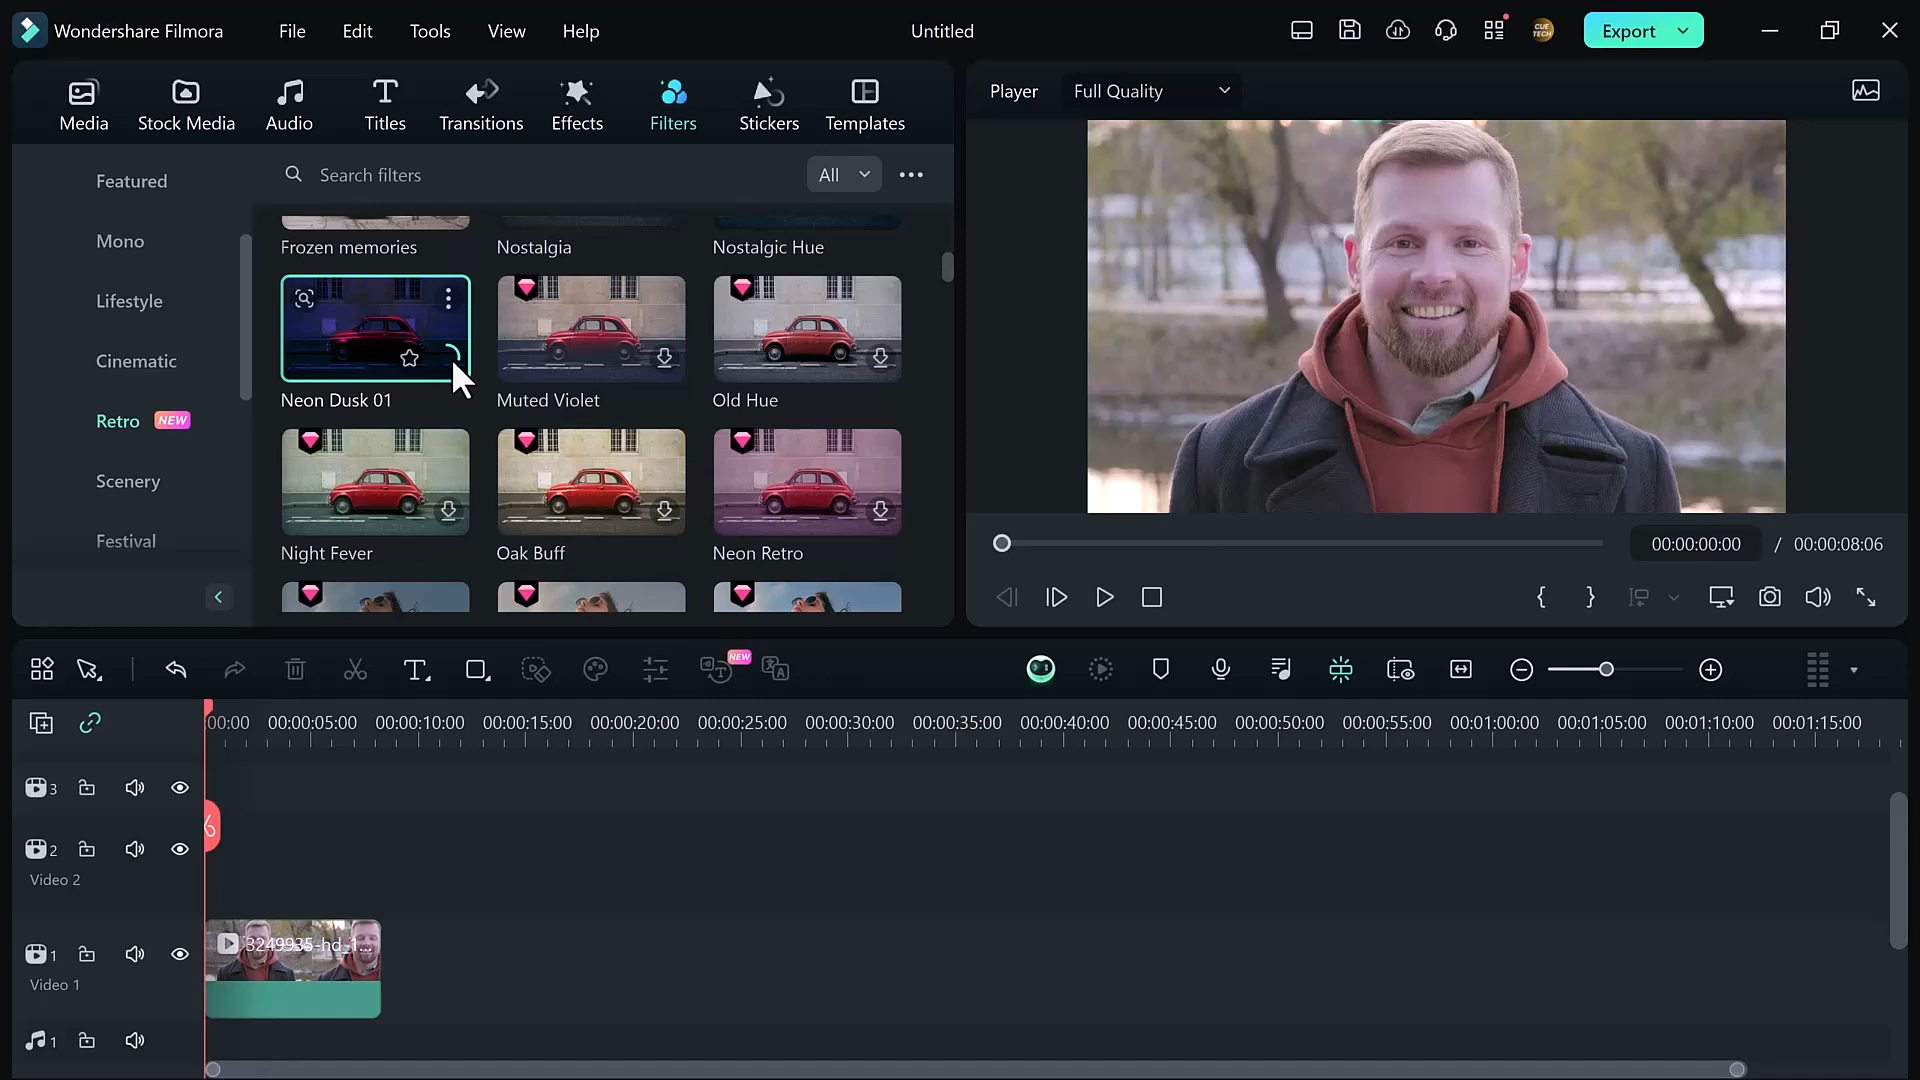 Wondershare Filmora File Edit Tools View Help Untitled CUE TECH Export
Media Stock Media Audio Titles Transitions Effects Filters Stickers Templates
Player Full Quality
Featured
Mono
Lifestyle
Cinematic
Retro NEW
Scenery
Festival
Search filters All
Frozen memories Nostalgia Nostalgic Hue
Neon Dusk 01 Muted Violet Old Hue
Night Fever Oak Buff Neon Retro
00:00:00:00 / 00:00:08:06
NEW
:00:00 00:00:05:00 00:00:10:00 00:00:15:00 00:00:20:00 00:00:25:00 00:00:30:00 00:00:35:00 00:00:40:00 00:00:45:00 00:00:50:00 00:00:55:00 00:01:00:00 00:01:05:00 00:01:10:00 00:01:15:00
3
2
Video 2
3249935-hd_1...
1
Video 1
1